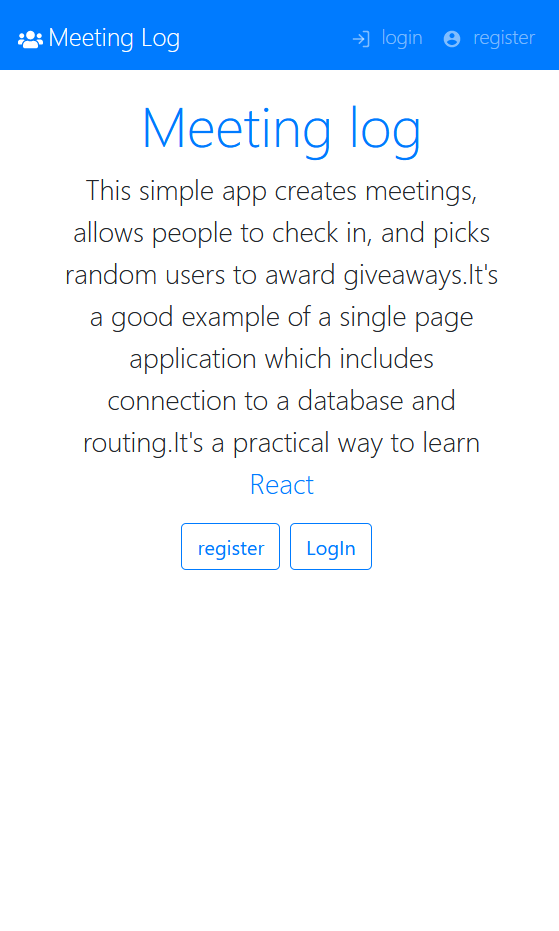 Meeting Log login register
Meeting log
This simple app creates meetings,
allows people to check in, and picks
random users to award giveaways.It's
a good example of a single page
application which includes
connection to a database and
routing.It's a practical way to learn
React
register LogIn